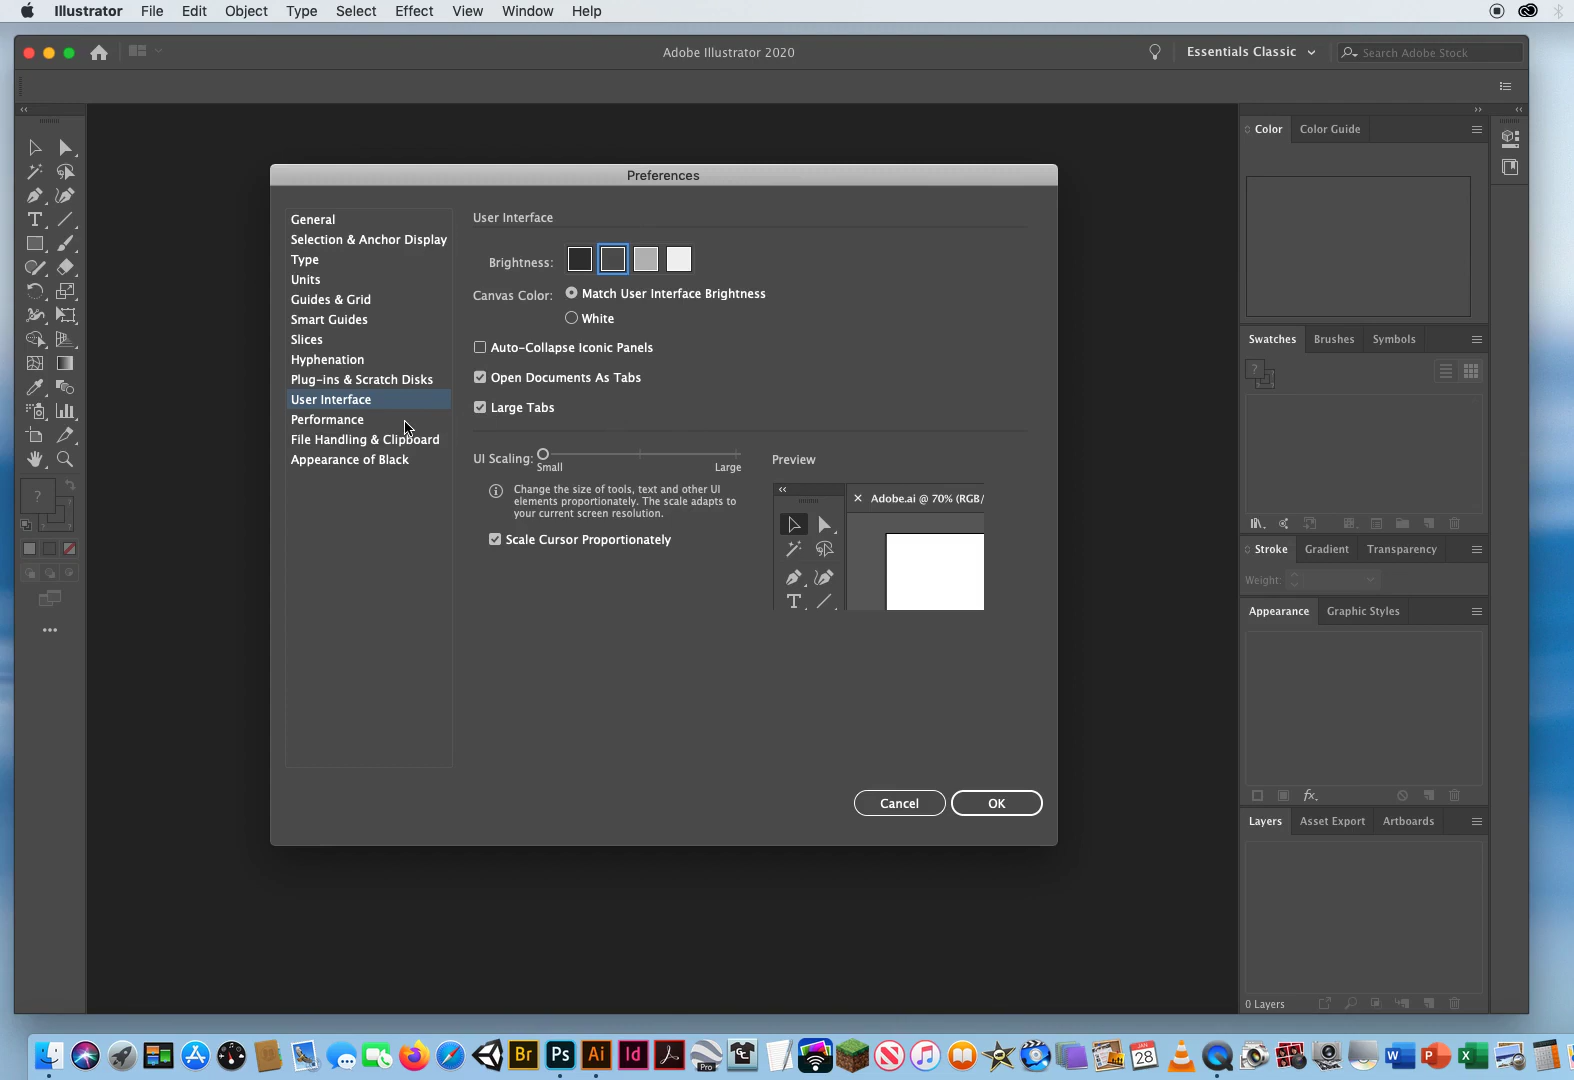 Illustrator File Edit Object Type Select Effect View Window Help
Adobe Illustrator 2020
Essentials Classic
Search Adobe Stock
Color Color Guide
Preferences
General
Selection & Anchor Display
Type
Units
Guides & Grid
Smart Guides
Slices
Hyphenation
Plug-ins & Scratch Disks
User Interface
Performance
File Handling & Clipboard
Appearance of Black
User Interface
Brightness:
Canvas Color: Match User Interface Brightness
White
Auto-Collapse Iconic Panels
Open Documents As Tabs
Large Tabs
UI Scaling:
Small Large
Change the size of tools, text and other UI
elements proportionately. The scale adapts to
your current screen resolution.
Scale Cursor Proportionately
Preview
Adobe.ai @ 70% (RGB/
Cancel OK
Swatches Brushes Symbols
Stroke Gradient Transparency
Weight:
Appearance Graphic Styles
fx
Layers Asset Export Artboards
0 Layers
Br Ps Ai Id
Pro
JAN
28
W P X